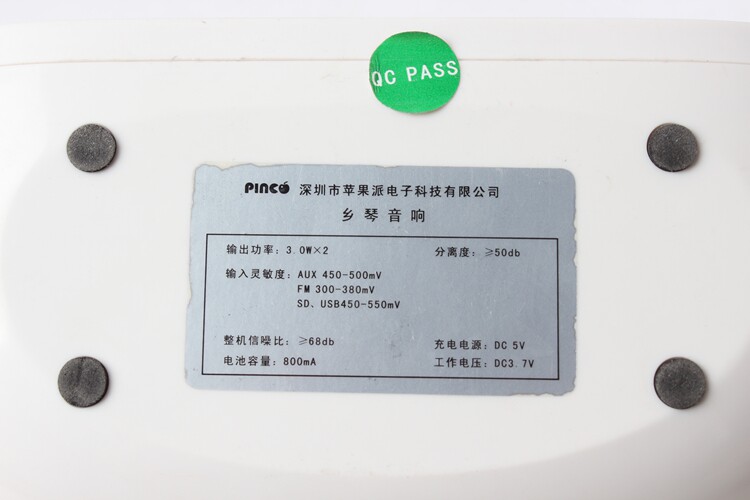 QC PASS
PINCO 深圳市苹果派电子科技有限公司
乡琴音响
输出功率: 3.0W×2 分离度: ≥50db
输入灵敏度: AUX 450-500mV
FM 300-380mV
SD、USB450-550mV
整机信噪比: ≥68db 充电电源: DC 5V
电池容量: 800mA 工作电压: DC3.7V